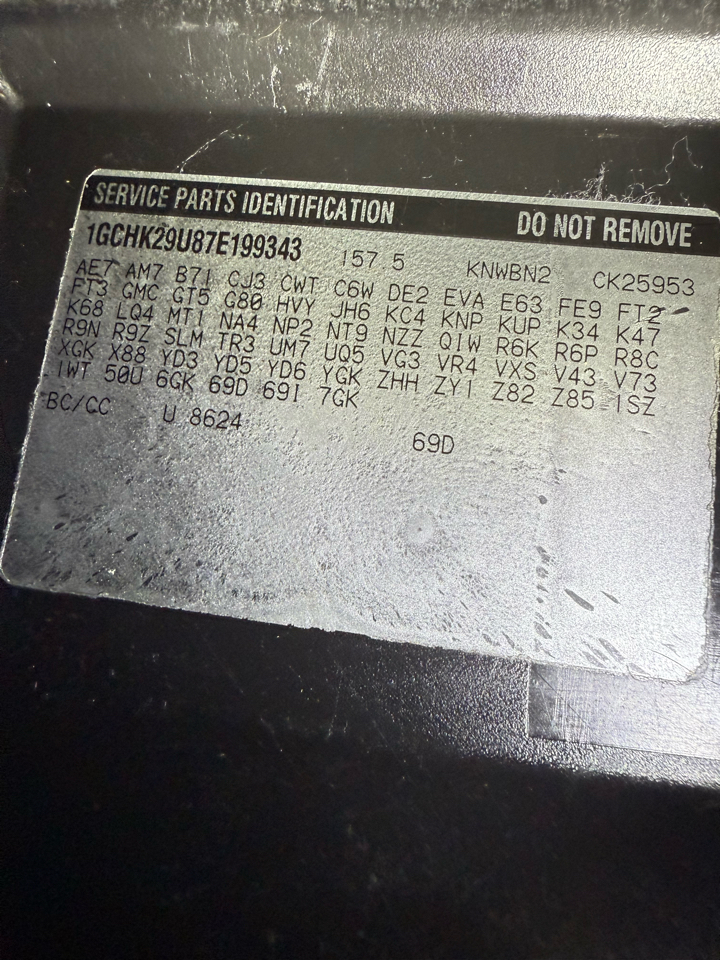 SERVICE PARTS IDENTIFICATION DO NOT REMOVE
1GCHK29U87E199343 157.5 KNWBN2 CK25953
AE7 AM7 B71 CJ3 CWT C6W DE2 EVA E63 FE9 FT2
FT3 GMC GT5 G80 HVY JH6 KC4 KNP KUP K34 K47
K68 LQ4 MT1 NA4 NP2 NT9 NZZ QIW R6K R6P R8C
R9N R9Z SLM TR3 UM7 UQ5 VG3 VR4 VXS V43 V73
XGK X88 YD3 YD5 YD6 YGK ZHH ZY1 Z82 Z85 1SZ
1WT 50U 6GK 69D 69I 7GK
BC/CC U 8624 69D